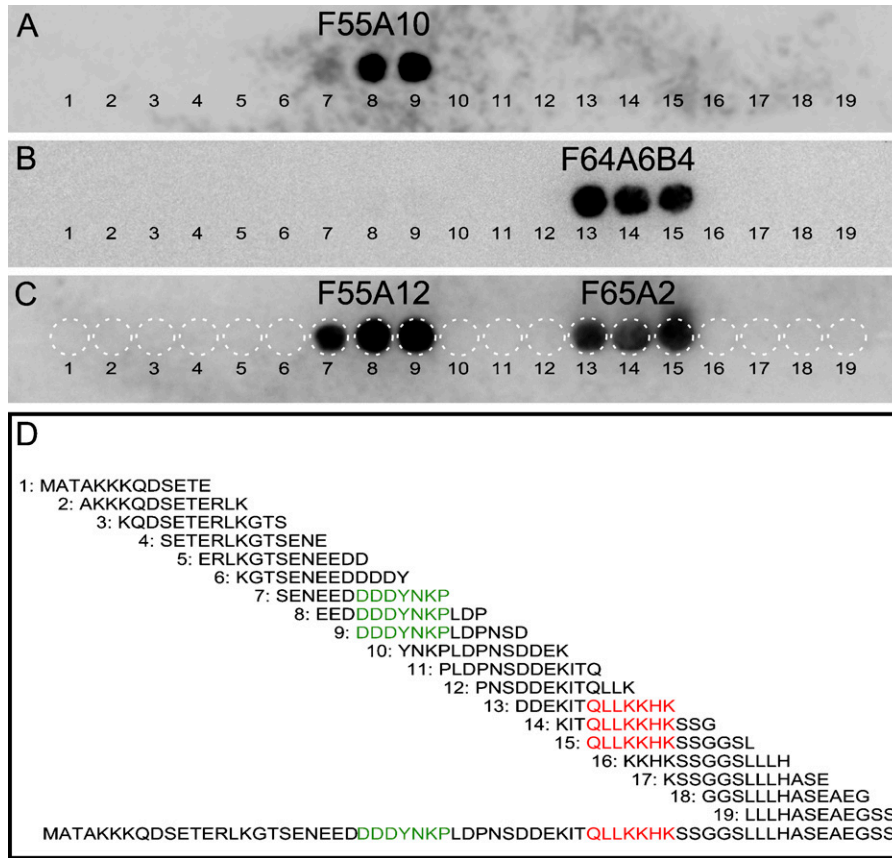 A
F55A10
1 2 3 4 5 6 7 8 9 10 11 12 13 14 15 16 17 18 19
B
F64A6B4
1 2 3 4 5 6 7 8 9 10 11 12 13 14 15 16 17 18 19
C
F55A12 F65A2
1 2 3 4 5 6 7 8 9 10 11 12 13 14 15 16 17 18 19
D
1: MATAKKKQDSETE
2: AKKKQDSETERLK
3: KQDSETERLKGTS
4: SETERLKGTSENE
5: ERLKGTSENEEDD
6: KGTSENEEDDDDY
7: SENEEDDDDYNKP
8: EEDDDDYNKPLDP
9: DDDYNKPLDPNSD
10: YNKPLDPNSDDEK
11: PLDPNSDDEKITQ
12: PNSDDEKITQLLK
13: DDEKITQLLKKHK
14: KITQLLKKHKSSG
15: QLLKKHKSSGGSL
16: KKHKSSGGSLLLH
17: KSSGGSLLLHASE
18: GGSLLLHASEAEG
19: LLLHASEAEGSS
MATAKKKQDSETERLKGTSENEEDDDDYNKPLDPNSDDEKITQLLKKHKSSGGSLLLHASEAEGSS